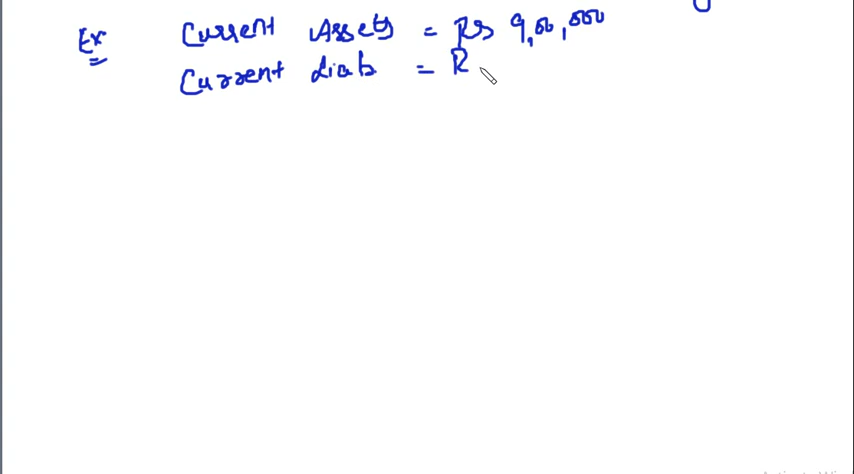 Ex Current Assets = Rs 9,00,000
Current Liab = R